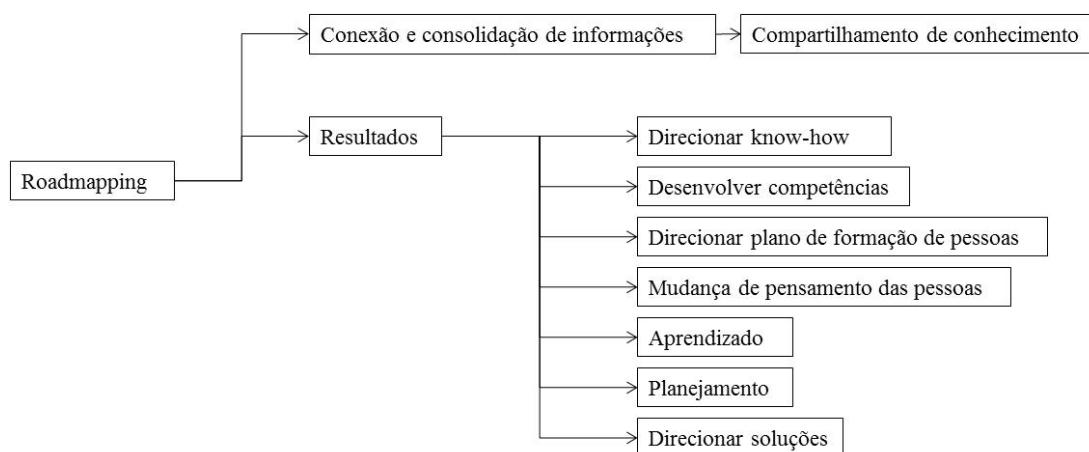 Conexão e consolidação de informações
Compartilhamento de conhecimento
Resultados
Direcionar know-how
Roadmapping
Desenvolver competências
Direcionar plano de formação de pessoas
Mudança de pensamento das pessoas
Aprendizado
Planejamento
Direcionar soluções